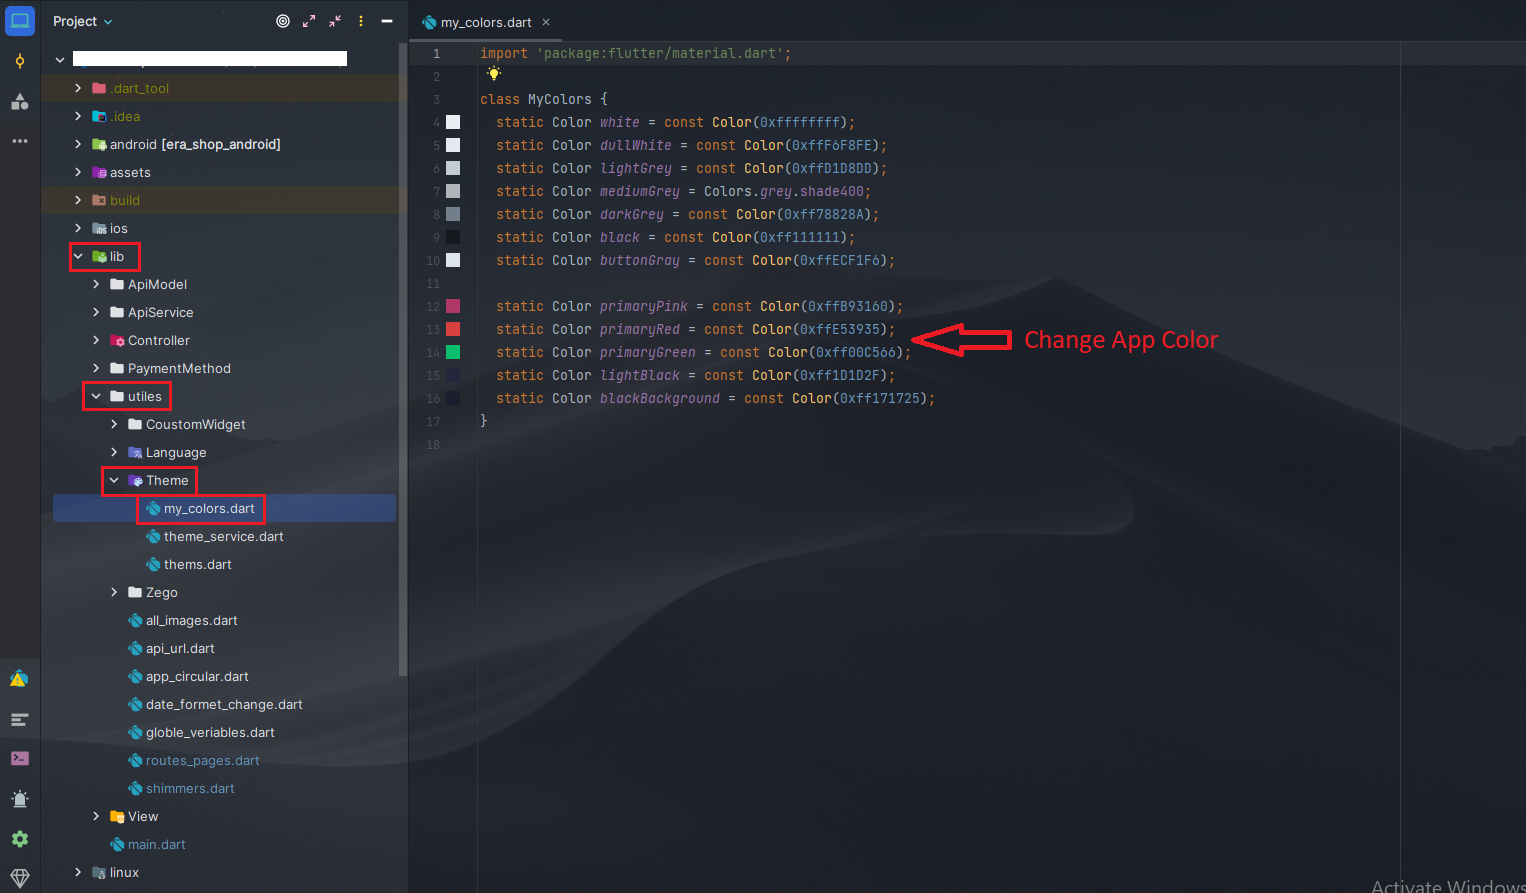 Project
.dart_tool
.idea
android [era_shop_android]
assets
build
ios
lib
ApiModel
ApiService
Controller
PaymentMethod
utiles
CoustomWidget
Language
Theme
my_colors.dart
theme_service.dart
thems.dart
Zego
all_images.dart
api_url.dart
app_circular.dart
date_formet_change.dart
globle_veriables.dart
routes_pages.dart
shimmers.dart
View
main.dart
linux
my_colors.dart ×
1 import 'package:flutter/material.dart';
2
3 class MyColors {
4 static Color white = const Color(0xffffffff);
5 static Color dullWhite = const Color(0xffF6F8FE);
6 static Color lightGrey = const Color(0xffD1D8DD);
7 static Color mediumGrey = Colors.grey.shade400;
8 static Color darkGrey = const Color(0xff78828A);
9 static Color black = const Color(0xff111111);
10 static Color buttonGray = const Color(0xffECF1F6);
11
12 static Color primaryPink = const Color(0xffB93160);
13 static Color primaryRed = const Color(0xffE53935);
14 static Color primaryGreen = const Color(0xff00C566);
15 static Color lightBlack = const Color(0xff1D1D2F);
16 static Color blackBackground = const Color(0xff171725);
17 }
18
Change App Color
Activate Windows